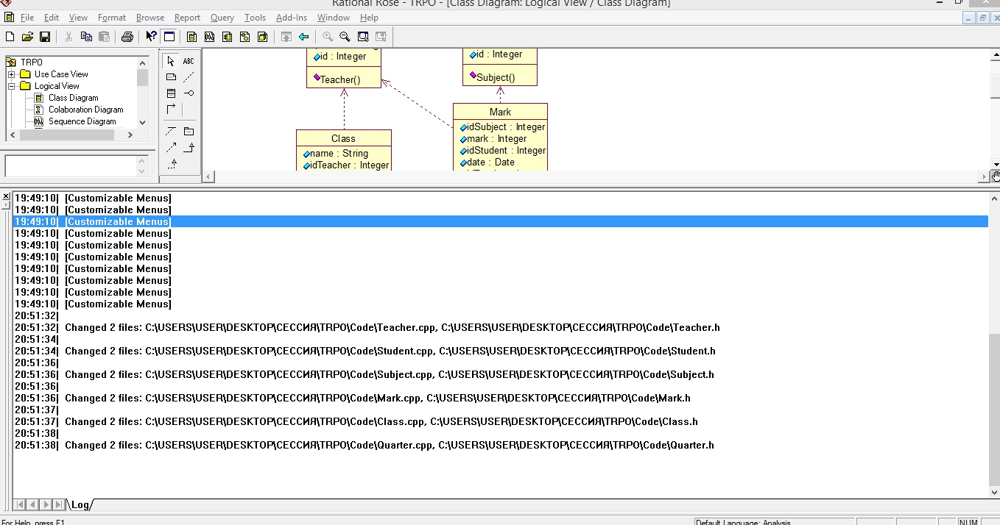 Rational Rose - TRPO - [Class Diagram: Logical View / Class Diagram]
File Edit View Format Browse Report Query Tools Add-Ins Window Help
ABC
TRPO
Use Case View
Logical View
Class Diagram
Colaboration Diagram
Sequence Diagram
id : Integer
Teacher()
id : Integer
Subject()
Mark
idSubject : Integer
mark : Integer
idStudent : Integer
date : Date
Class
name : String
idTeacher : Integer
19:49:10| [Customizable Menus]
19:49:10| [Customizable Menus]
19:49:10| [Customizable Menus]
19:49:10| [Customizable Menus]
19:49:10| [Customizable Menus]
19:49:10| [Customizable Menus]
19:49:10| [Customizable Menus]
19:49:10| [Customizable Menus]
19:49:10| [Customizable Menus]
19:49:10| [Customizable Menus]
20:51:32|
20:51:32| Changed 2 files: C:\USERS\USER\DESKTOP\СЕССИЯ\TRPO\Code\Teacher.cpp, C:\USERS\USER\DESKTOP\СЕССИЯ\TRPO\Code\Teacher.h
20:51:34|
20:51:34| Changed 2 files: C:\USERS\USER\DESKTOP\СЕССИЯ\TRPO\Code\Student.cpp, C:\USERS\USER\DESKTOP\СЕССИЯ\TRPO\Code\Student.h
20:51:36|
20:51:36| Changed 2 files: C:\USERS\USER\DESKTOP\СЕССИЯ\TRPO\Code\Subject.cpp, C:\USERS\USER\DESKTOP\СЕССИЯ\TRPO\Code\Subject.h
20:51:36|
20:51:36| Changed 2 files: C:\USERS\USER\DESKTOP\СЕССИЯ\TRPO\Code\Mark.cpp, C:\USERS\USER\DESKTOP\СЕССИЯ\TRPO\Code\Mark.h
20:51:37|
20:51:37| Changed 2 files: C:\USERS\USER\DESKTOP\СЕССИЯ\TRPO\Code\Class.cpp, C:\USERS\USER\DESKTOP\СЕССИЯ\TRPO\Code\Class.h
20:51:38|
20:51:38| Changed 2 files: C:\USERS\USER\DESKTOP\СЕССИЯ\TRPO\Code\Quarter.cpp, C:\USERS\USER\DESKTOP\СЕССИЯ\TRPO\Code\Quarter.h
Log
For Help, press F1
Default Language: Analysis
NUM